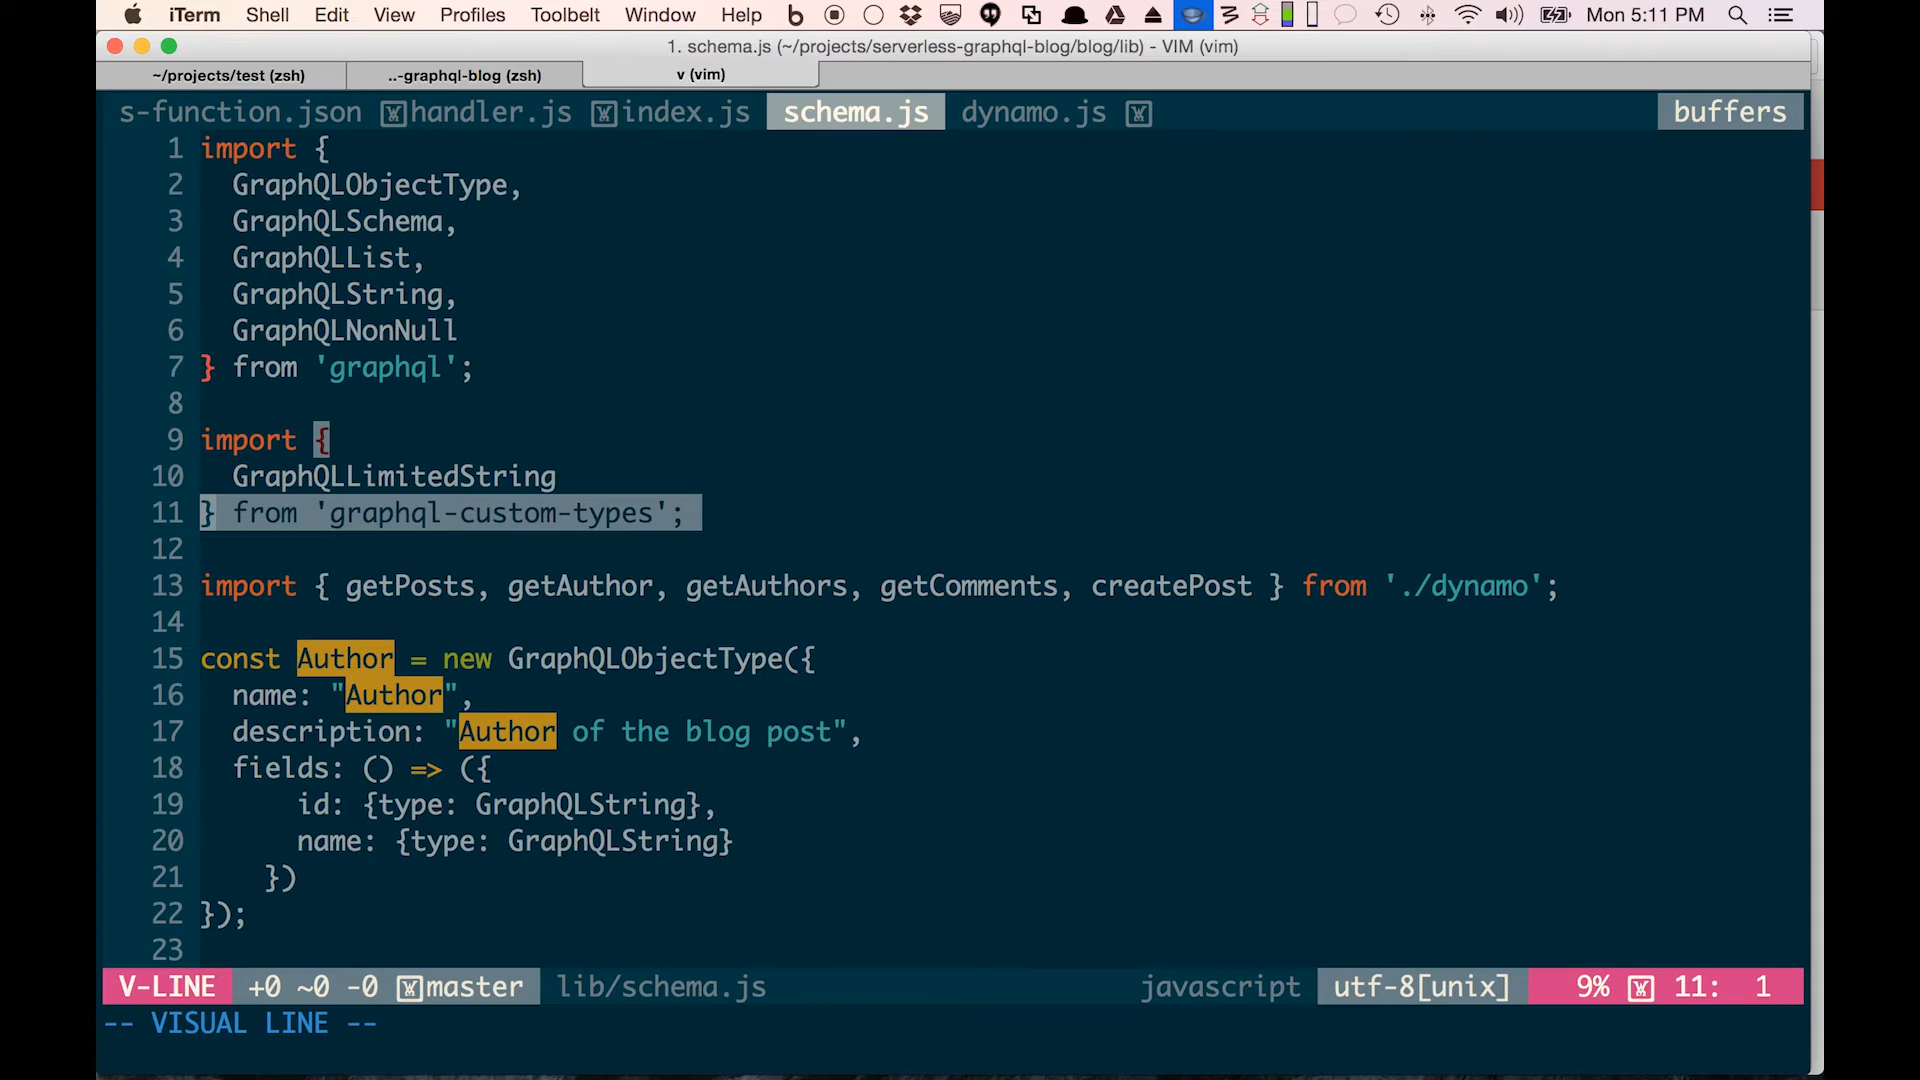 iTerm Shell Edit View Profiles Toolbelt Window Help Mon 5:11 PM
1. schema.js (~/projects/serverless-graphql-blog/blog/lib) - VIM (vim)
~/projects/test (zsh) ..-graphql-blog (zsh) v (vim)
s-function.json handler.js index.js schema.js dynamo.js buffers
1 import {
2   GraphQLObjectType,
3   GraphQLSchema,
4   GraphQLList,
5   GraphQLString,
6   GraphQLNonNull
7 } from 'graphql';
8
9 import {
10   GraphQLLimitedString
11 } from 'graphql-custom-types';
12
13 import { getPosts, getAuthor, getAuthors, getComments, createPost } from './dynamo';
14
15 const Author = new GraphQLObjectType({
16   name: "Author",
17   description: "Author of the blog post",
18   fields: () => ({
19       id: {type: GraphQLString},
20       name: {type: GraphQLString}
21     })
22 });
23
V-LINE +0 ~0 -0 master lib/schema.js javascript utf-8[unix] 9% 11: 1
-- VISUAL LINE --